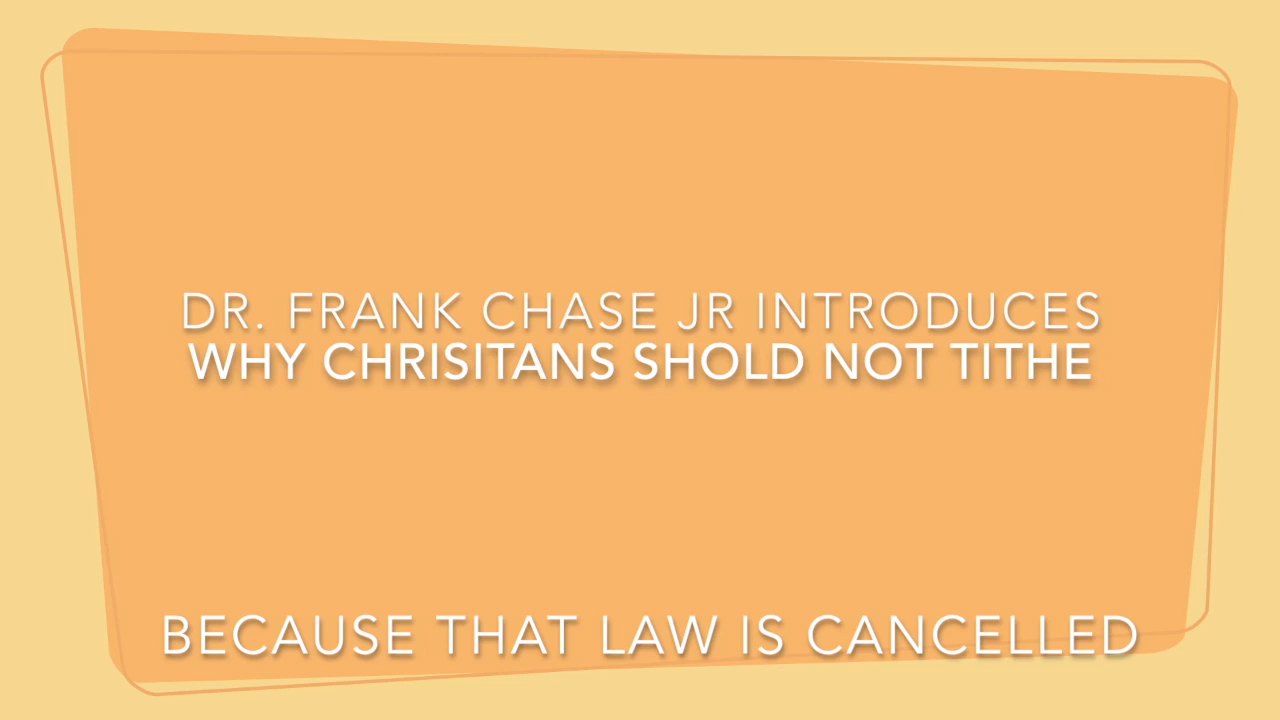 DR. FRANK CHASE JR INTRODUCES
WHY CHRISITANS SHOLD NOT TITHE
BECAUSE THAT LAW IS CANCELLED